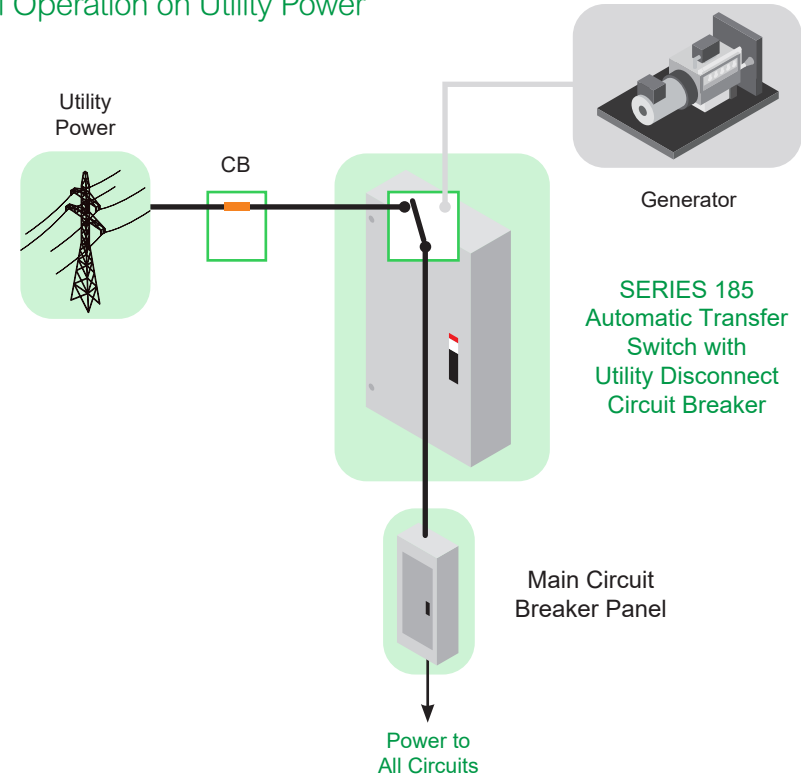 Operation on Utility Power
Utility
Power
CB
Generator
SERIES 185
Automatic Transfer
Switch with
Utility Disconnect
Circuit Breaker
Main Circuit
Breaker Panel
Power to
All Circuits